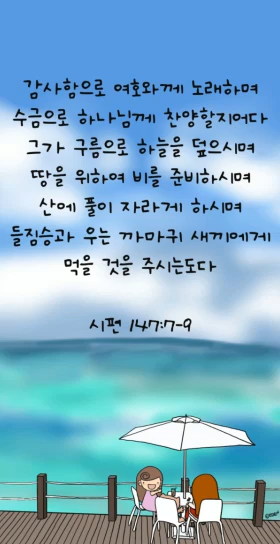 감사함으로 여호와께 노래하며
수금으로 하나님께 찬양할지어다
그가 구름으로 하늘을 덮으시며
땅을 위하여 비를 준비하시며
산에 풀이 자라게 하시며
들짐승과 우는 까마귀 새끼에게
먹을 것을 주시는도다
시편 147:7-9